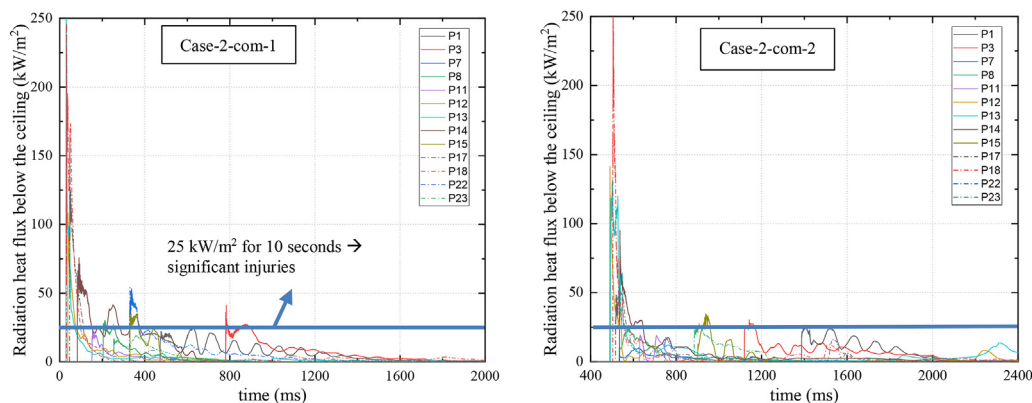 Radiation heat flux below the ceiling (kW/m²)
250
200
150
100
50
0
Case-2-com-1
P1
P3
P7
P8
P11
P12
P13
P14
P15
P17
P18
P22
P23
25 kW/m² for 10 seconds →
significant injuries
0
400
800
1200
1600
2000
time (ms)
Radiation heat flux below the ceiling (kW/m²)
250
200
150
100
50
0
Case-2-com-2
P1
P3
P7
P8
P11
P12
P13
P14
P15
P17
P18
P22
P23
400
800
1200
1600
2000
2400
time (ms)